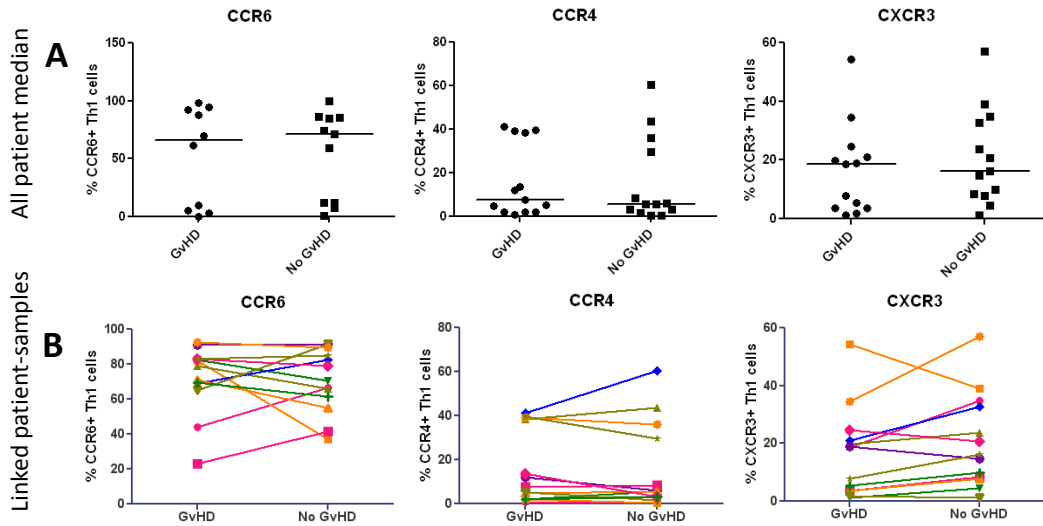 A
All patient median
CCR6
% CCR6+ Th1 cells
150
100
50
0
GvHD
No GvHD
CCR4
% CCR4+ Th1 cells
80
60
40
20
0
GvHD
No GvHD
CXCR3
% CXCR3+ Th1 cells
60
40
20
0
GvHD
No GvHD
B
Linked patient-samples
CCR6
% CCR6+ Th1 cells
100
80
60
40
20
0
GvHD
No GvHD
CCR4
% CCR4+ Th1 cells
80
60
40
20
0
GvHD
No GvHD
CXCR3
% CXCR3+ Th1 cells
60
40
20
0
GvHD
No GvHD